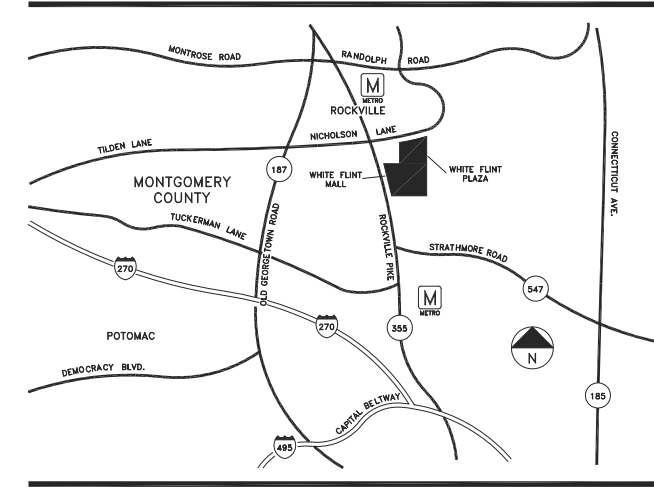 MONTROSE ROAD
RANDOLPH ROAD
M
METRO
ROCKVILLE
NICHOLSON LANE
TILDEN LANE
187
WHITE FLINT
MALL
WHITE FLINT
PLAZA
CONNECTTICUT AVE.
MONTGOMERY
COUNTY
TUCKERMAN LANE
OLD GEORGETOWN ROAD
ROCKVILLE PIKE
STRATHMORE ROAD
270
547
M
METRO
270
355
POTOMAC
N
DEMOCRACY BLVD.
185
CAPITAL BELTWAY
495